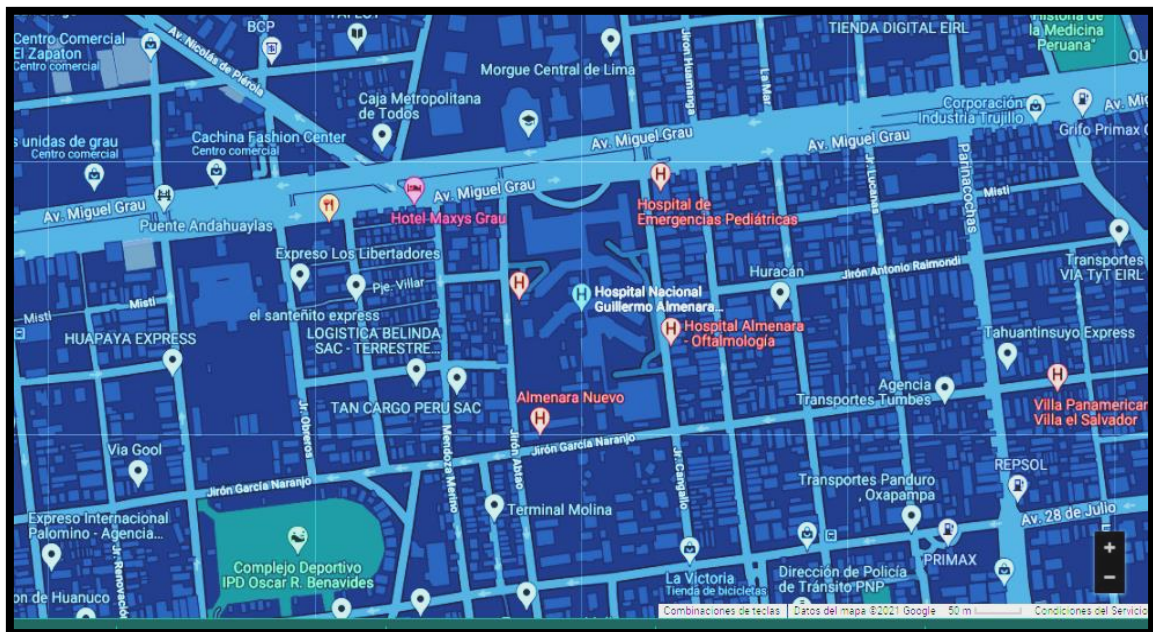 Centro Comercial
El Zapaton
Centro comercial
Av. Nicolás de Piérola
BCP
Morgue Central de Lima
Jirón Huamanga
La Mar
TIENDA DIGITAL EIRL
Historia de
la Medicina
Peruana"
QU
Caja Metropolitana
de Todos
s unidas de grau
Centro comercial
Cachina Fashion Center
Centro comercial
Av. Miguel Grau
Av. Miguel Grau
Corporación
Industria Trujillo
Grifo Primax
Av. Miguel Grau
Av. Miguel Grau
Puente Andahuaylas
Hotel Maxys Grau
Hospital de
Emergencias Pediátricas
Jr. Lucanas
Parinacochas
Misti
Expreso Los Libertadores
Pje. Villar
Huracán
Jirón Antonio Raimondi
Transportes
VIA TyT EIRL
Misti
Misti
el santeñito express
Hospital Nacional
Guillermo Almenara...
HUAPAYA EXPRESS
LOGISTICA BELINDA
SAC - TERRESTRE...
Hospital Almenara
- Oftalmología
Tahuantinsuyo Express
TAN CARGO PERU SAC
Almenara Nuevo
Agencia
Transportes Tumbes
Villa Panamerican
Villa el Salvador
Jr. Obreros
Mendoza Merino
Jirón Abtao
Jirón García Naranjo
Jr. Cangallo
Via Gool
Jirón García Naranjo
REPSOL
Transportes Panduro
, Oxapampa
Expreso Internacional
Palomino - Agencia...
Jr. Renovación
Terminal Molina
Av. 28 de Julio
Complejo Deportivo
IPD Oscar R. Benavides
PRIMAX
La Victoria
Tienda de bicicletas
Dirección de Policía
de Tránsito PNP
on de Huanuco
Combinaciones de teclas
Datos del mapa ©2021 Google
50 m
Condiciones del Servicio